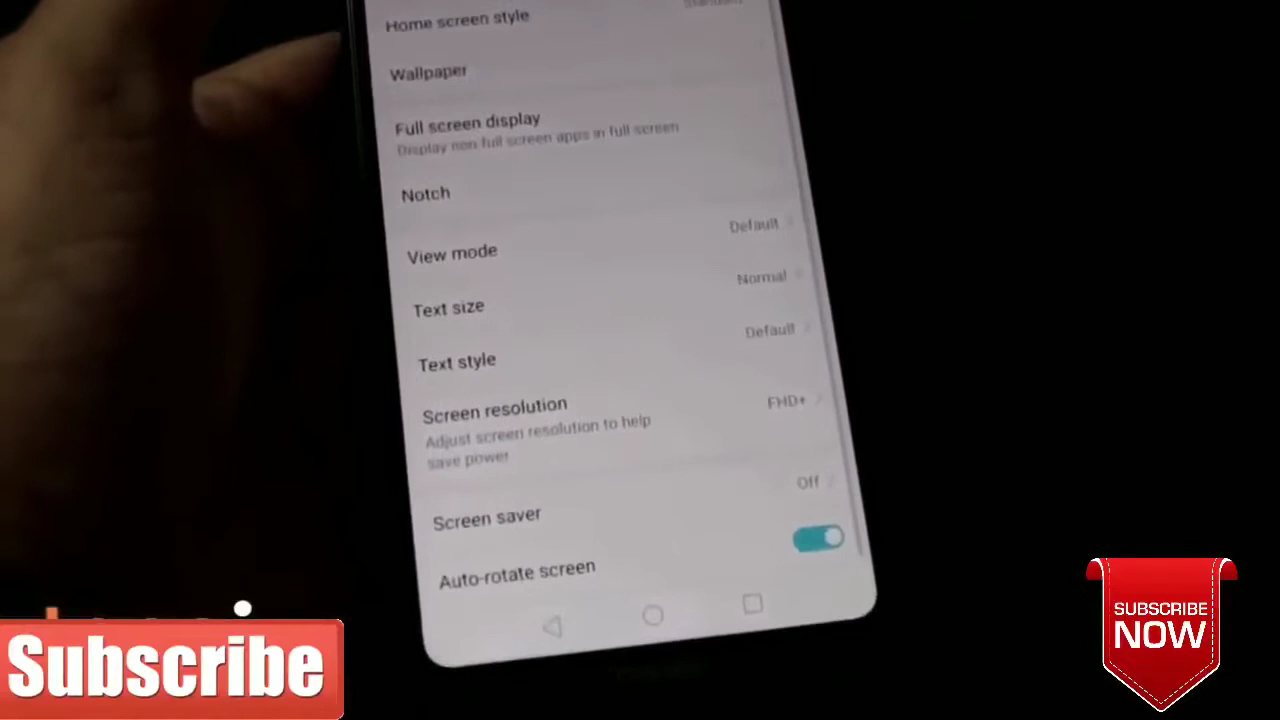 Home screen style
Standard
Wallpaper
Full screen display
Display non full screen apps in full screen
Notch
View mode
Default
Text size
Normal
Text style
Default
Screen resolution
FHD+
Adjust screen resolution to help
save power
Screen saver
Off
Auto-rotate screen
Subscribe
SUBSCRIBE
NOW